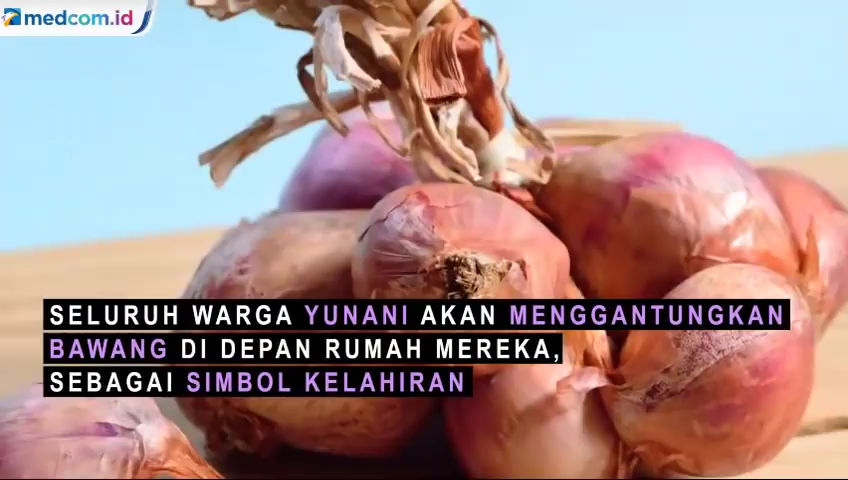 medcom.id
SELURUH WARGA YUNANI AKAN MENGGANTUNGKAN
BAWANG DI DEPAN RUMAH MEREKA,
SEBAGAI SIMBOL KELAHIRAN